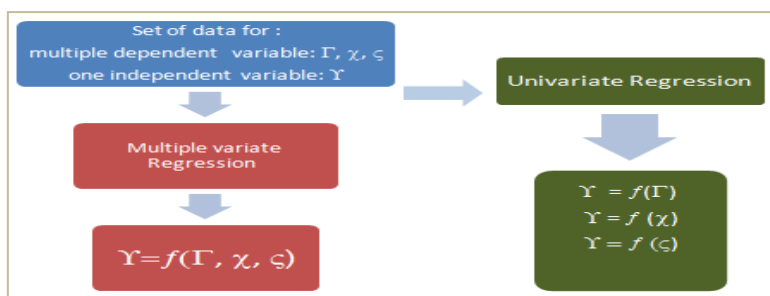 Set of data for :
multiple dependent variable: Γ, χ, ς
one independent variable: ϒ
Multiple variate
Regression
ϒ=f(Γ, χ, ς)
Univariate Regression
ϒ = f(Γ)
ϒ = f (χ)
ϒ = f (ς)